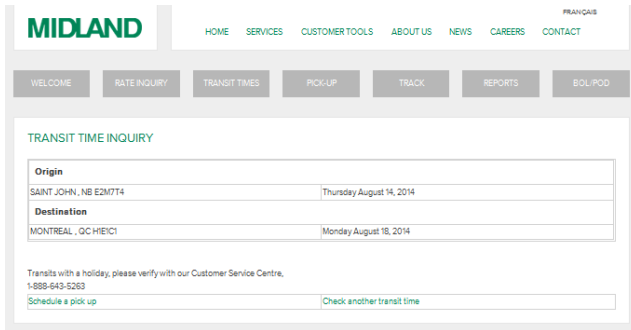 FRANÇAIS
MIDLAND
HOME SERVICES CUSTOMER TOOLS ABOUT US NEWS CAREERS CONTACT
WELCOME RATE INQUIRY TRANSIT TIMES PICK-UP TRACK REPORTS BOL/POD
TRANSIT TIME INQUIRY
Origin
SAINT JOHN , NB E2M7T4 Thursday August 14, 2014
Destination
MONTREAL , QC H1E1C1 Monday August 18, 2014
Transits with a holiday, please verify with our Customer Service Centre,
1-888-643-5263
Schedule a pick up Check another transit time